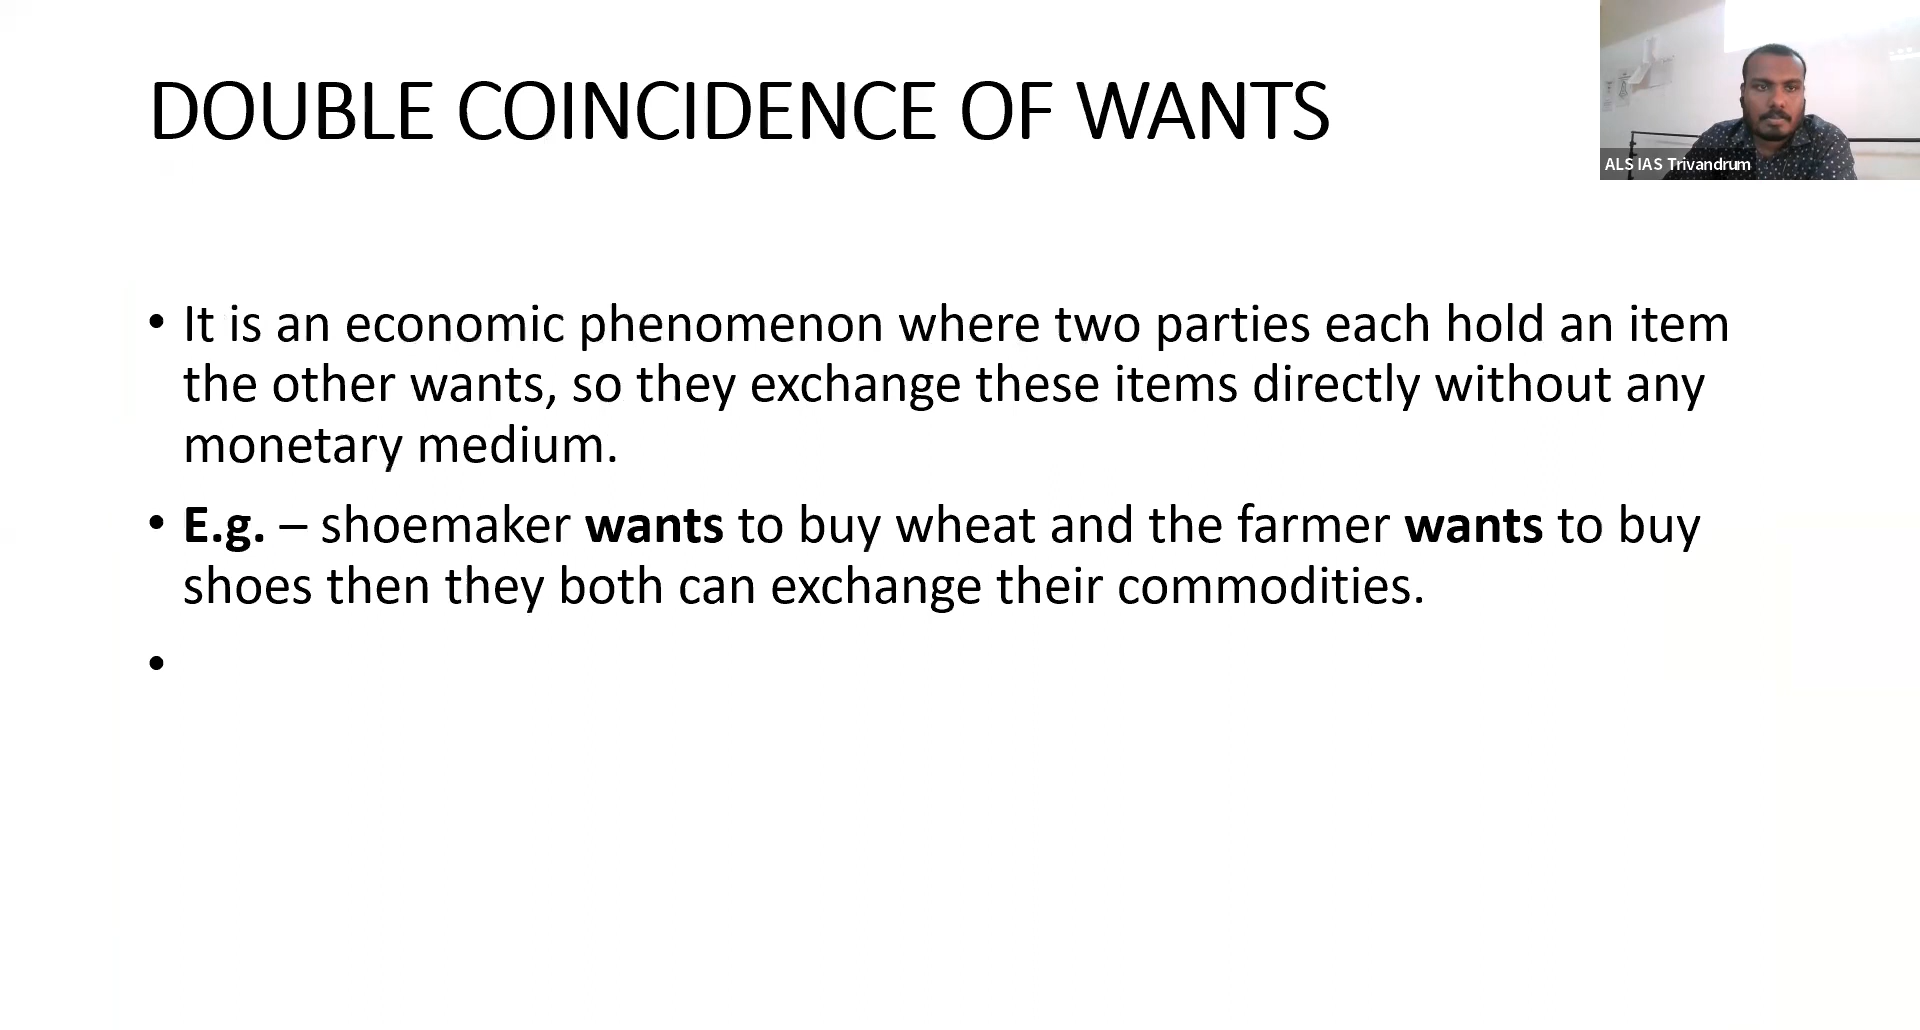 DOUBLE COINCIDENCE OF WANTS
ALS IAS Trivandrum
• It is an economic phenomenon where two parties each hold an item
the other wants, so they exchange these items directly without any
monetary medium.
• E.g. – shoemaker wants to buy wheat and the farmer wants to buy
shoes then they both can exchange their commodities.
•